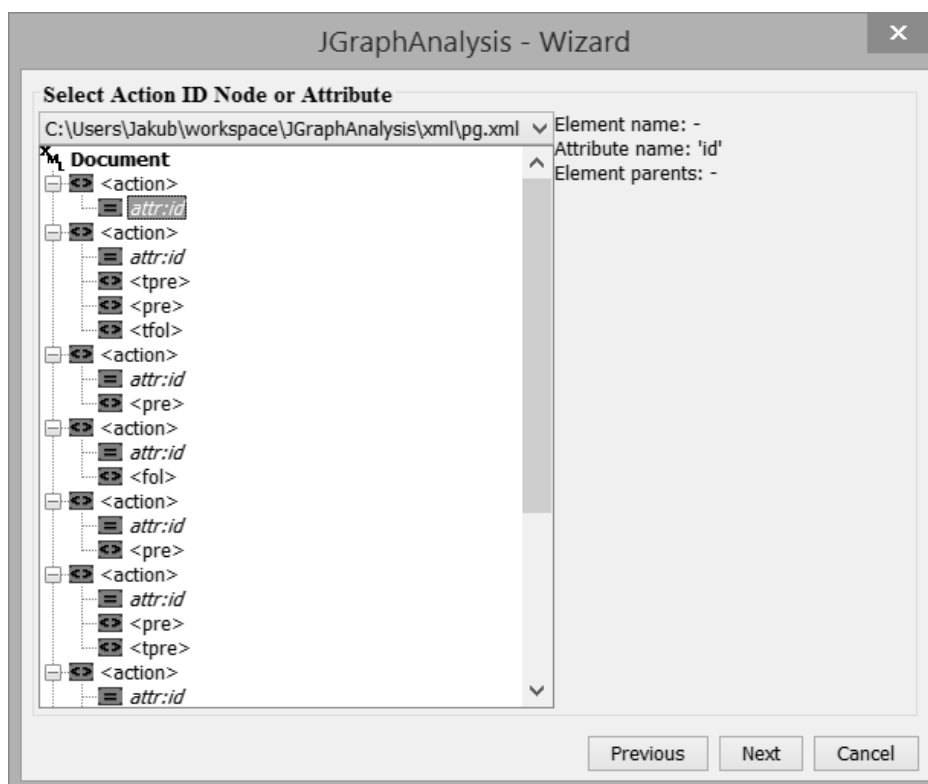 JGraphAnalysis - Wizard
Select Action ID Node or Attribute
C:\Users\Jakub\workspace\JGraphAnalysis\xml\pg.xml
Element name: -
Attribute name: 'id'
Element parents: -
XML Document
<action>
attr:id
<action>
attr:id
<tpre>
<pre>
<tfol>
<action>
attr:id
<pre>
<action>
attr:id
<fol>
<action>
attr:id
<pre>
<action>
attr:id
<pre>
<tpre>
<action>
attr:id
Previous Next Cancel